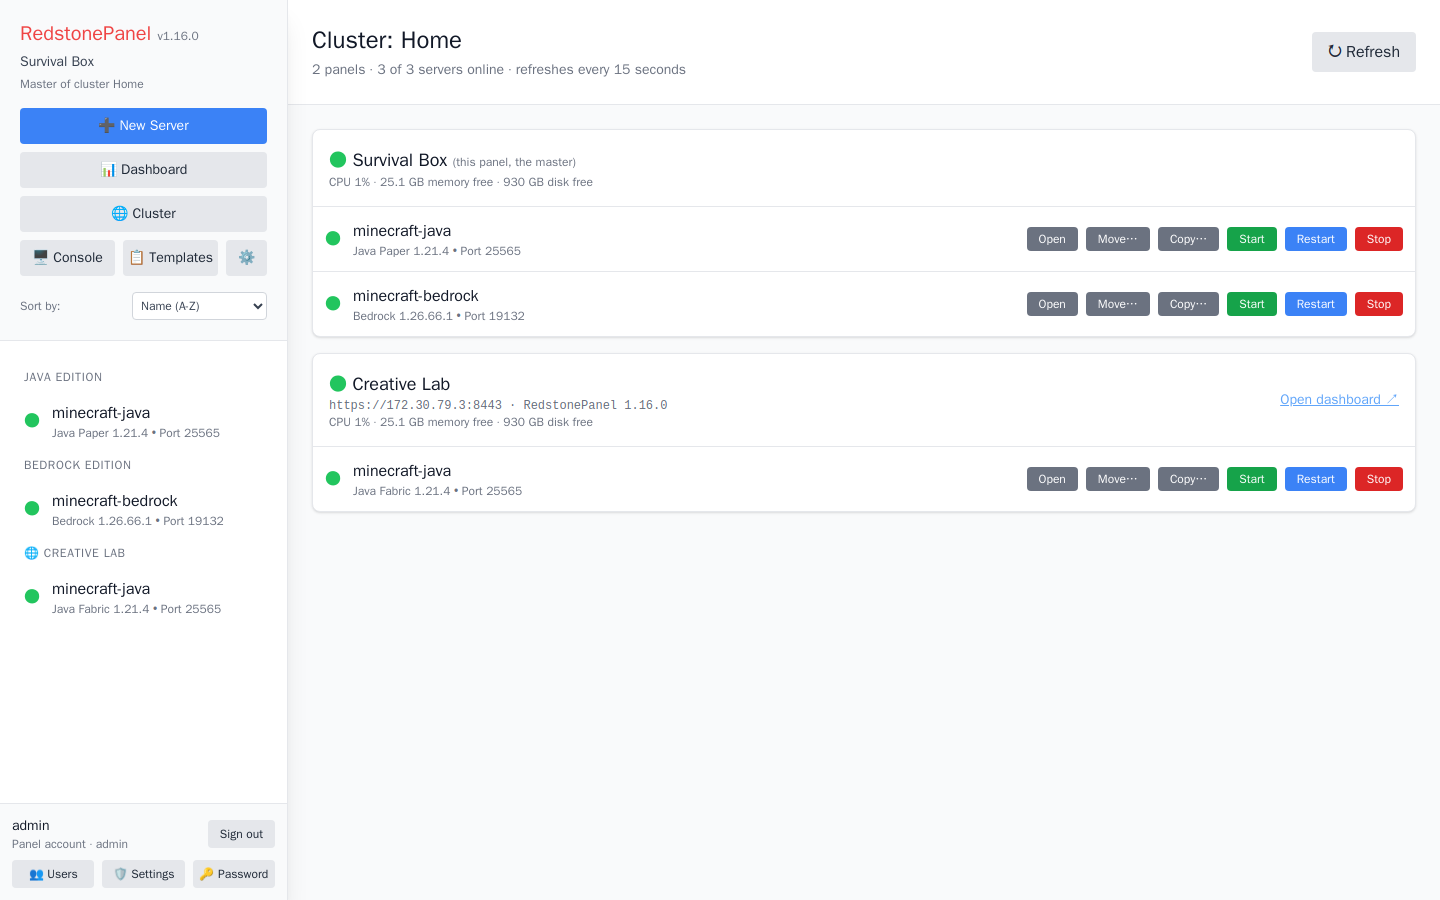 RedstonePanel v1.16.0
Survival Box
Master of cluster Home
➕ New Server
📊 Dashboard
🌐 Cluster
🖥️ Console
📋 Templates
⚙️
Sort by:
Name (A-Z)
JAVA EDITION
minecraft-java
Java Paper 1.21.4 • Port 25565
BEDROCK EDITION
minecraft-bedrock
Bedrock 1.26.66.1 • Port 19132
🌐 CREATIVE LAB
minecraft-java
Java Fabric 1.21.4 • Port 25565
admin
Panel account · admin
Sign out
👥 Users
🛡️ Settings
🔑 Password
Cluster: Home
2 panels · 3 of 3 servers online · refreshes every 15 seconds
↻ Refresh
Survival Box (this panel, the master)
CPU 1% · 25.1 GB memory free · 930 GB disk free
minecraft-java
Java Paper 1.21.4 • Port 25565
Open Move… Copy… Start Restart Stop
minecraft-bedrock
Bedrock 1.26.66.1 • Port 19132
Open Move… Copy… Start Restart Stop
Creative Lab
https://172.30.79.3:8443 · RedstonePanel 1.16.0
CPU 1% · 25.1 GB memory free · 930 GB disk free
Open dashboard ↗
minecraft-java
Java Fabric 1.21.4 • Port 25565
Open Move… Copy… Start Restart Stop